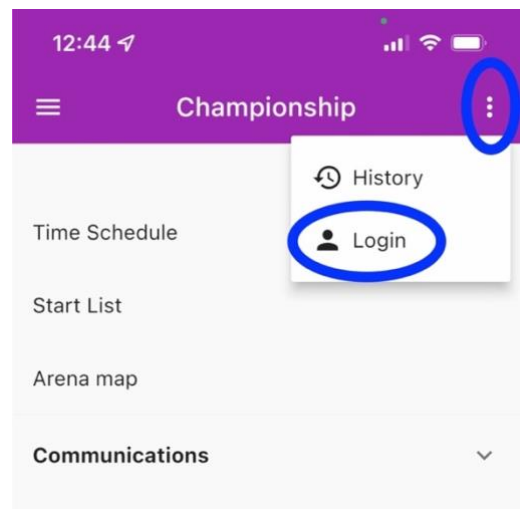 12:44
Championship
History
Login
Time Schedule
Start List
Arena map
Communications